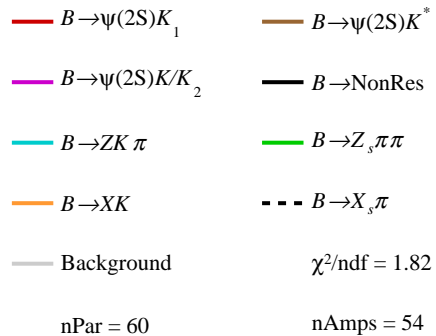 B→ψ(2S)K₁ B→ψ(2S)K*
B→ψ(2S)K/K₂ B→NonRes
B→ZKπ B→Zₛππ
B→XK B→Xₛπ
Background χ²/ndf = 1.82
nPar = 60 nAmps = 54